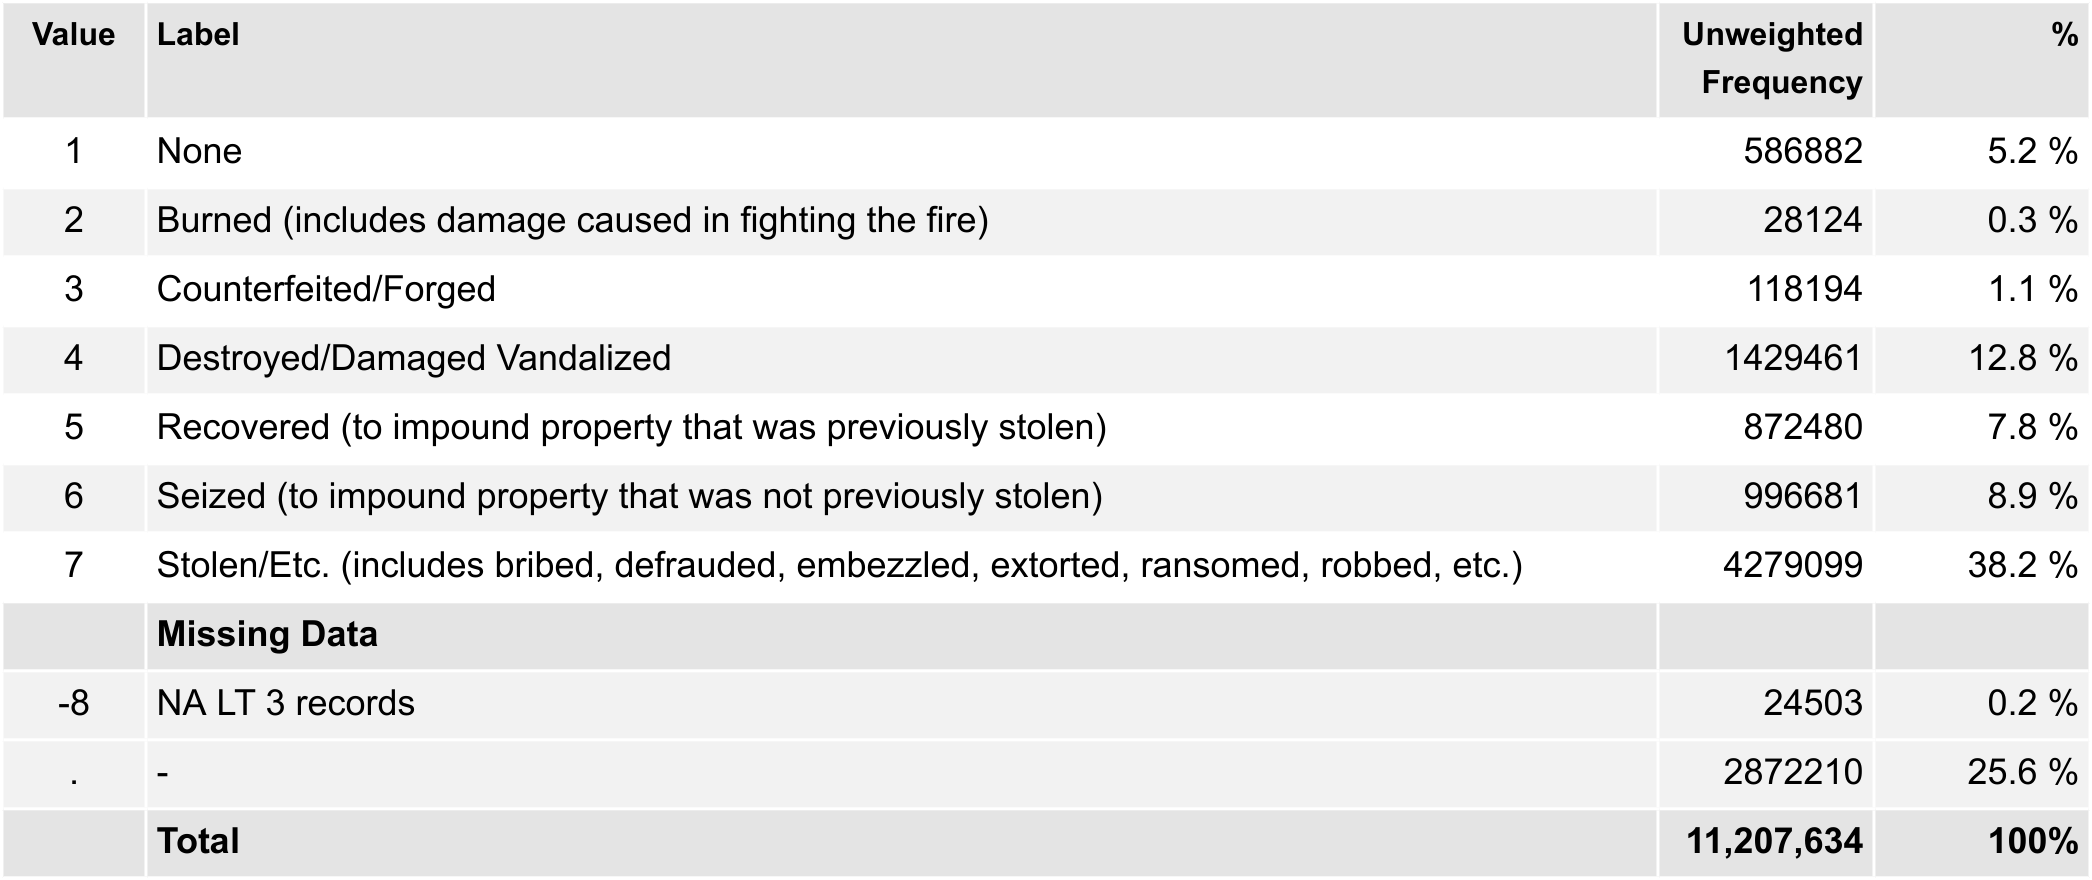 Value Label Unweighted Frequency %
1 None 586882 5.2 %
2 Burned (includes damage caused in fighting the fire) 28124 0.3 %
3 Counterfeited/Forged 118194 1.1 %
4 Destroyed/Damaged Vandalized 1429461 12.8 %
5 Recovered (to impound property that was previously stolen) 872480 7.8 %
6 Seized (to impound property that was not previously stolen) 996681 8.9 %
7 Stolen/Etc. (includes bribed, defrauded, embezzled, extorted, ransomed, robbed, etc.) 4279099 38.2 %
Missing Data
-8 NA LT 3 records 24503 0.2 %
. - 2872210 25.6 %
Total 11,207,634 100%